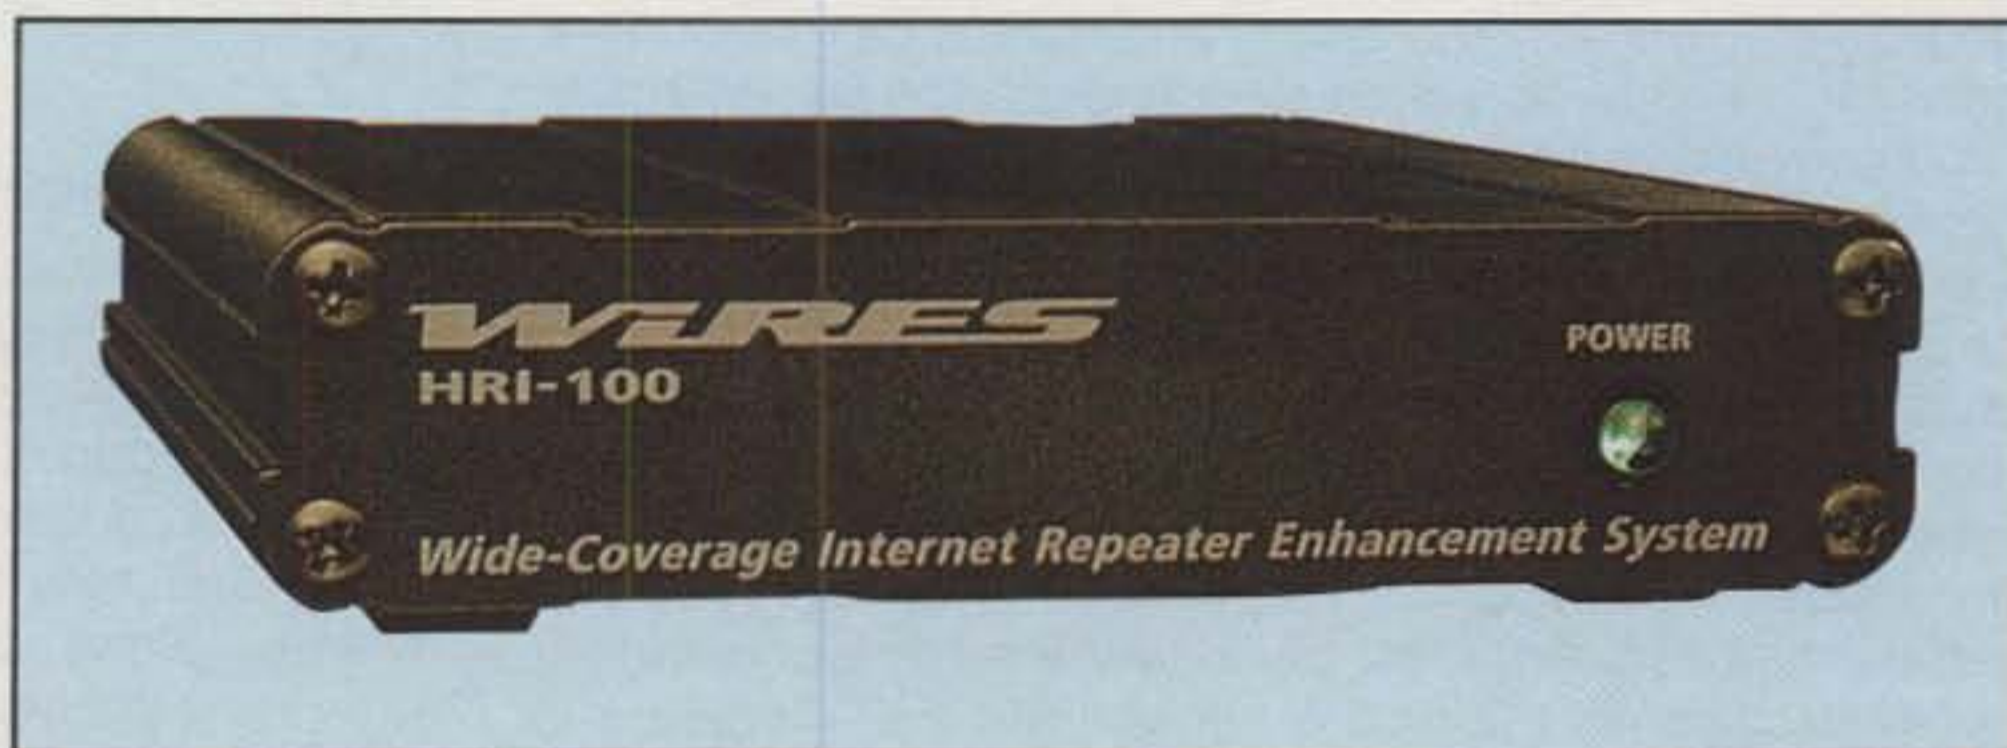 WiRES
HRI-100
POWER
Wide-Coverage Internet Repeater Enhancement System